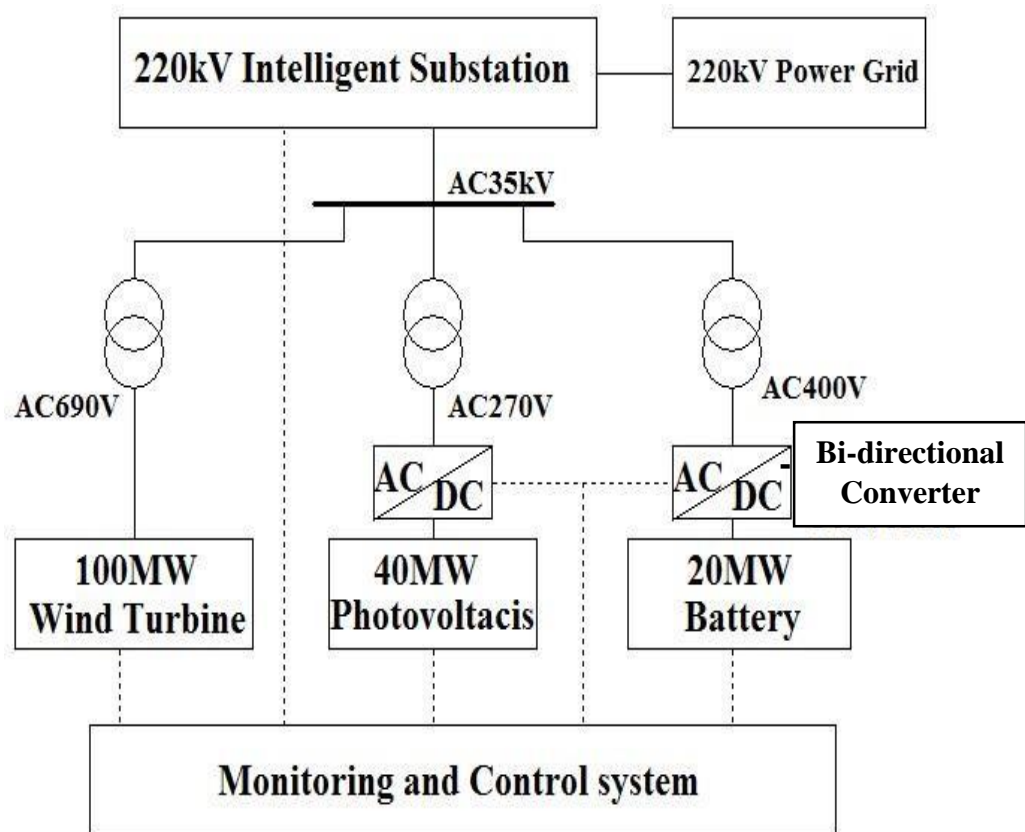 220kV Intelligent Substation
220kV Power Grid
AC35kV
AC690V
AC270V
AC400V
AC
DC
AC
DC
Bi-directional
Converter
100MW
Wind Turbine
40MW
Photovoltacis
20MW
Battery
Monitoring and Control system